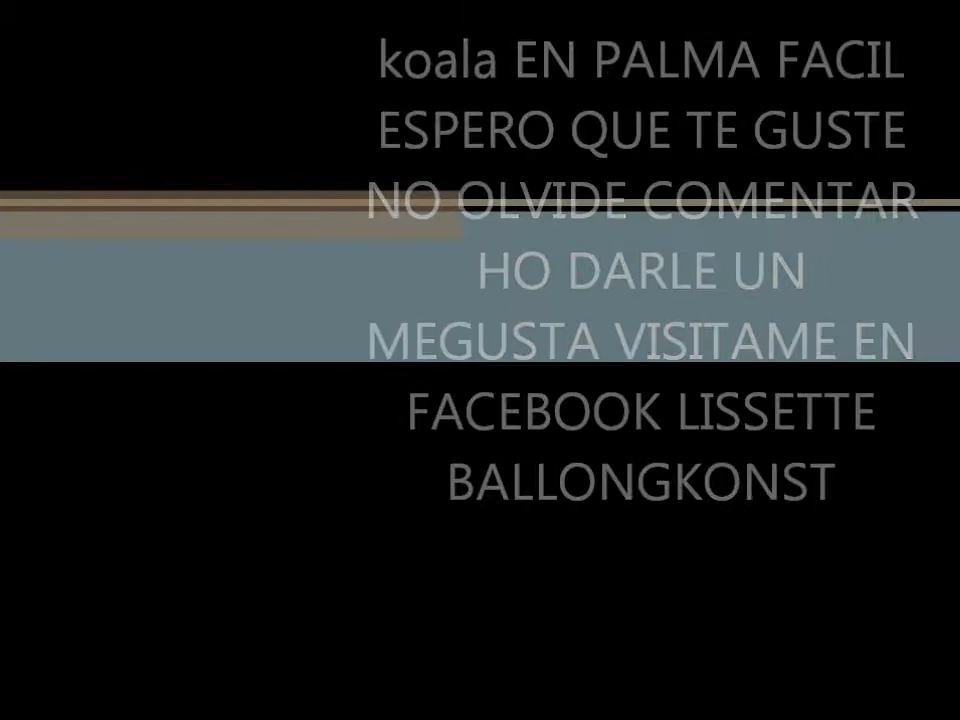 koala EN PALMA FACIL
ESPERO QUE TE GUSTE
NO OLVIDE COMENTAR
HO DARLE UN
MEGUSTA VISITAME EN
FACEBOOK LISSETTE
BALLONGKONST